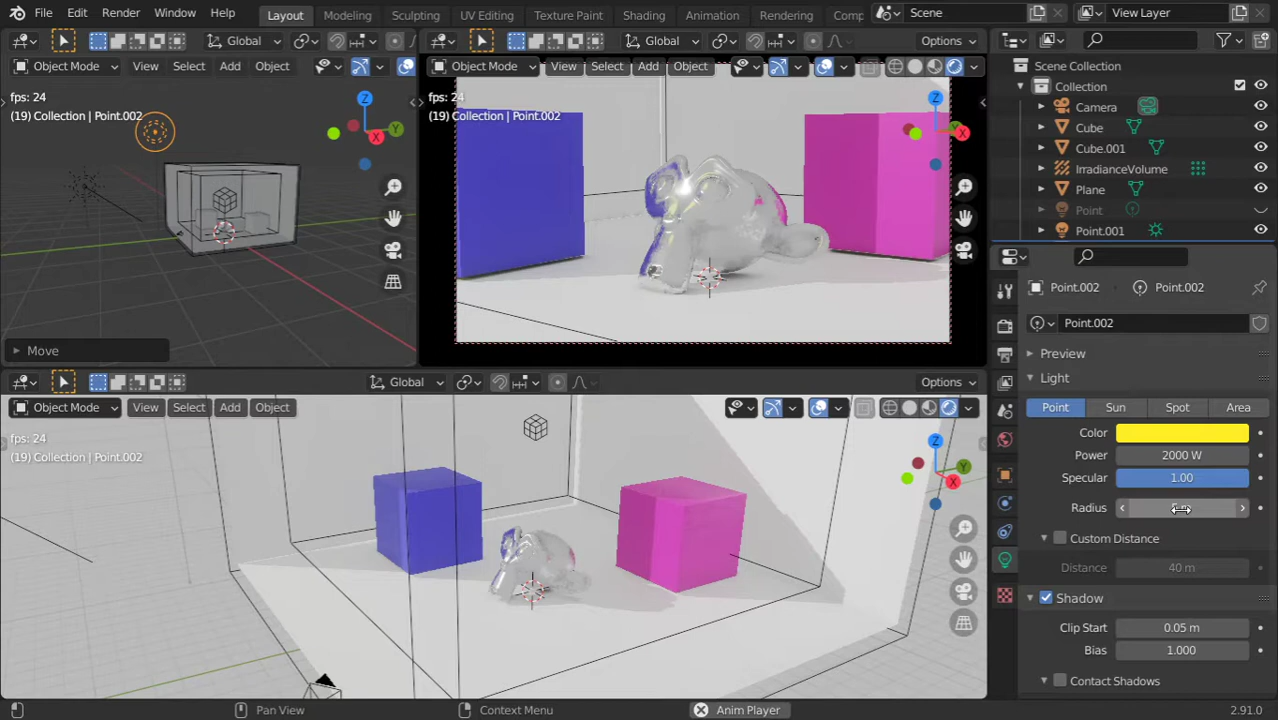 File Edit Render Window Help Layout Modeling Sculpting UV Editing Texture Paint Shading Animation Rendering Comp Scene View Layer
Global Global Options
Object Mode View Select Add Object Object Mode View Select Add Object
Scene Collection
Collection
Camera
Cube
Cube.001
IrradianceVolume
Plane
Point
Point.001
fps: 24
(19) Collection | Point.002
Z Y X
fps: 24
(19) Collection | Point.002
Z X
Move
Global Options
Object Mode View Select Add Object
fps: 24
(19) Collection | Point.002
Z Y X
Point.002 Point.002
Point.002
Preview
Light
Point Sun Spot Area
Color
Power 2000 W
Specular 1.00
Radius
Custom Distance
Distance 40 m
Shadow
Clip Start 0.05 m
Bias 1.000
Contact Shadows
Pan View Context Menu Anim Player 2.91.0